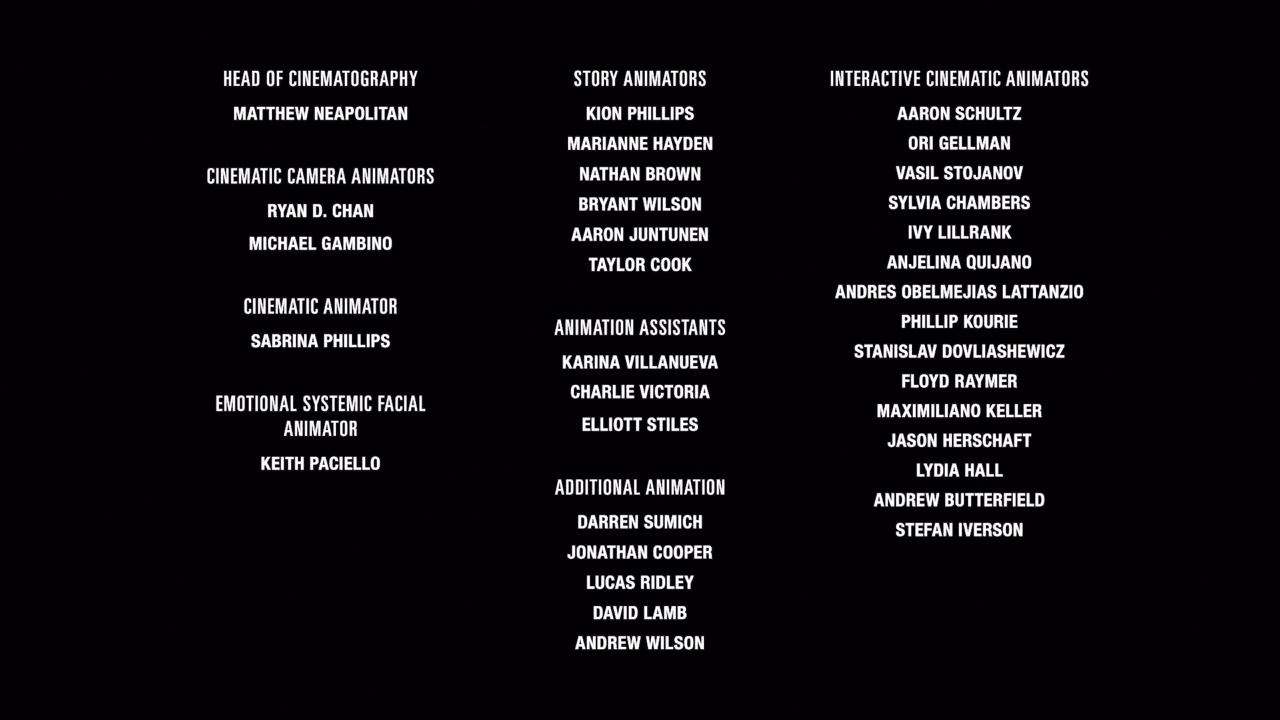 HEAD OF CINEMATOGRAPHY
MATTHEW NEAPOLITAN
CINEMATIC CAMERA ANIMATORS
RYAN D. CHAN
MICHAEL GAMBINO
CINEMATIC ANIMATOR
SABRINA PHILLIPS
EMOTIONAL SYSTEMIC FACIAL
ANIMATOR
KEITH PACIELLO
STORY ANIMATORS
KION PHILLIPS
MARIANNE HAYDEN
NATHAN BROWN
BRYANT WILSON
AARON JUNTUNEN
TAYLOR COOK
ANIMATION ASSISTANTS
KARINA VILLANUEVA
CHARLIE VICTORIA
ELLIOTT STILES
ADDITIONAL ANIMATION
DARREN SUMICH
JONATHAN COOPER
LUCAS RIDLEY
DAVID LAMB
ANDREW WILSON
INTERACTIVE CINEMATIC ANIMATORS
AARON SCHULTZ
ORI GELLMAN
VASIL STOJANOV
SYLVIA CHAMBERS
IVY LILLRANK
ANJELINA QUIJANO
ANDRES OBELMEJIAS LATTANZIO
PHILLIP KOURIE
STANISLAV DOVLIASHEWICZ
FLOYD RAYMER
MAXIMILIANO KELLER
JASON HERSCHAFT
LYDIA HALL
ANDREW BUTTERFIELD
STEFAN IVERSON